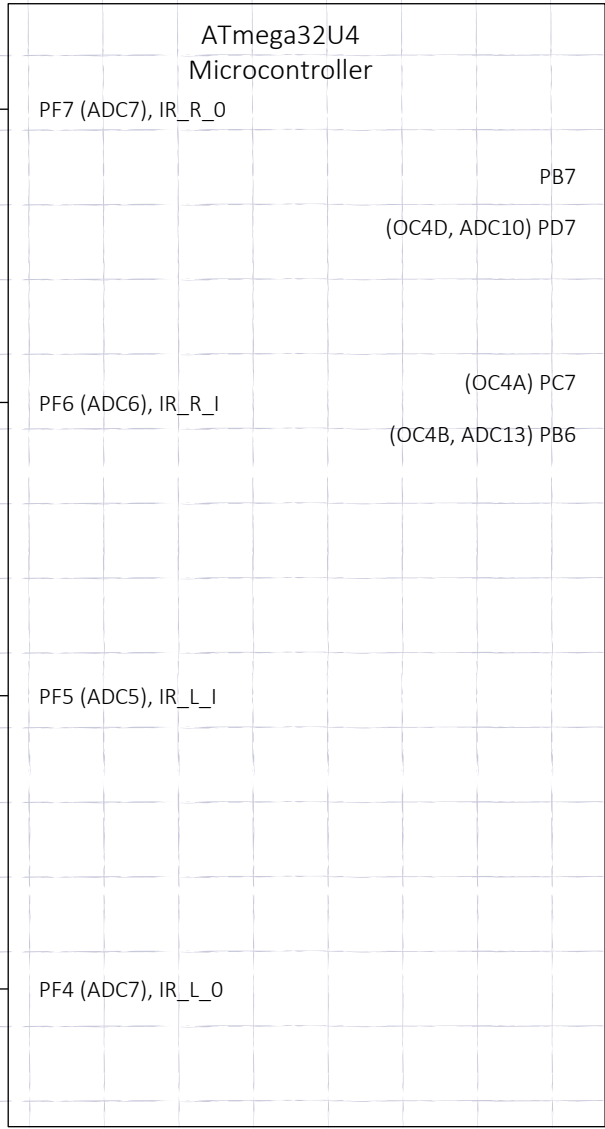 ATmega32U4
Microcontroller
PF7 (ADC7), IR_R_0
PB7
(OC4D, ADC10) PD7
(OC4A) PC7
PF6 (ADC6), IR_R_I
(OC4B, ADC13) PB6
PF5 (ADC5), IR_L_I
PF4 (ADC7), IR_L_0